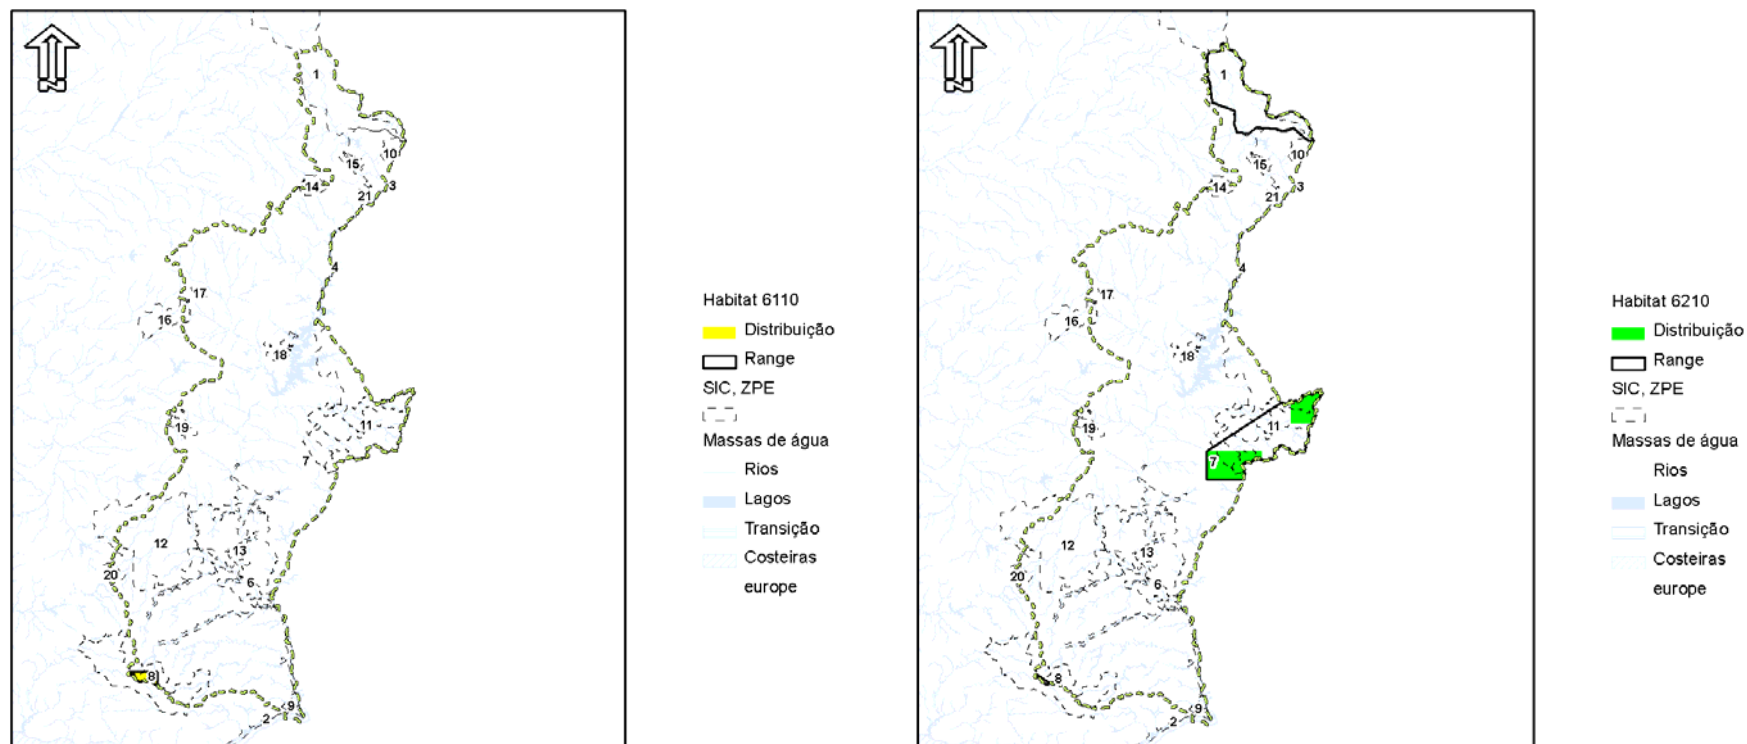 N
1
10
15
3
14
21
4
17
16
18
11
19
7
12
13
20
6
8
9
2
Habitat 6110
Distribuição
Range
SIC, ZPE
Massas de água
Rios
Lagos
Transição
Costeiras
europe
N
1
10
15
3
14
21
4
17
16
18
11
19
7
12
13
20
6
8
9
2
Habitat 6210
Distribuição
Range
SIC, ZPE
Massas de água
Rios
Lagos
Transição
Costeiras
europe